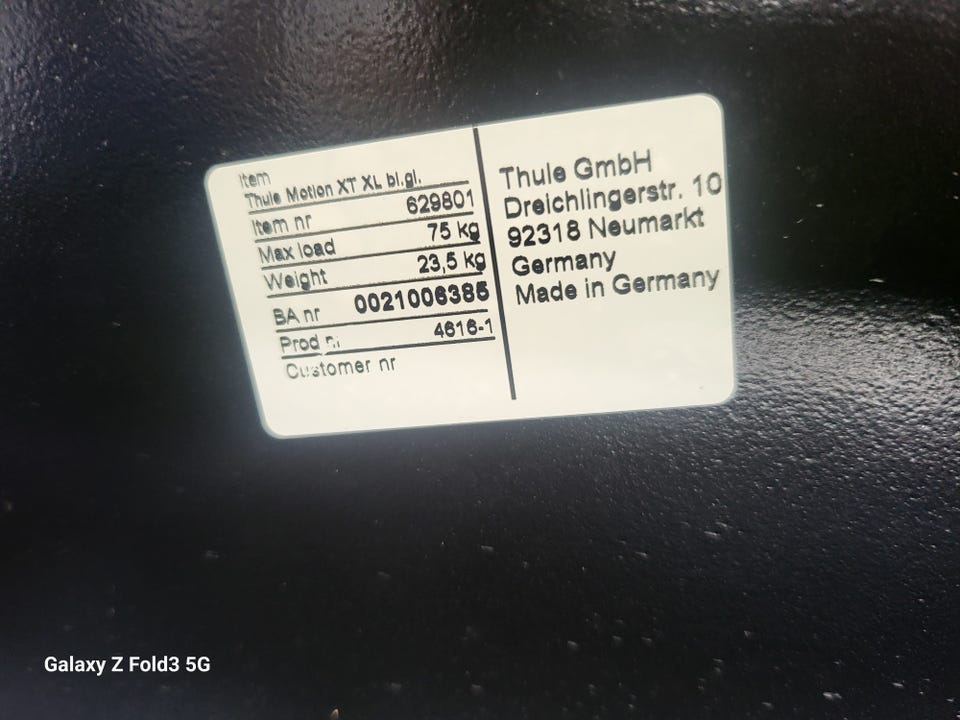 Item
Thule Motion XT XL bl.gl.
Item nr 629801
Max load 75 kg
Weight 23,5 kg
BA nr 0021006385
Prod 4616-1
Customer nr
Thule GmbH
Dreichlingerstr. 10
92318 Neumarkt
Germany
Made in Germany
Galaxy Z Fold3 5G